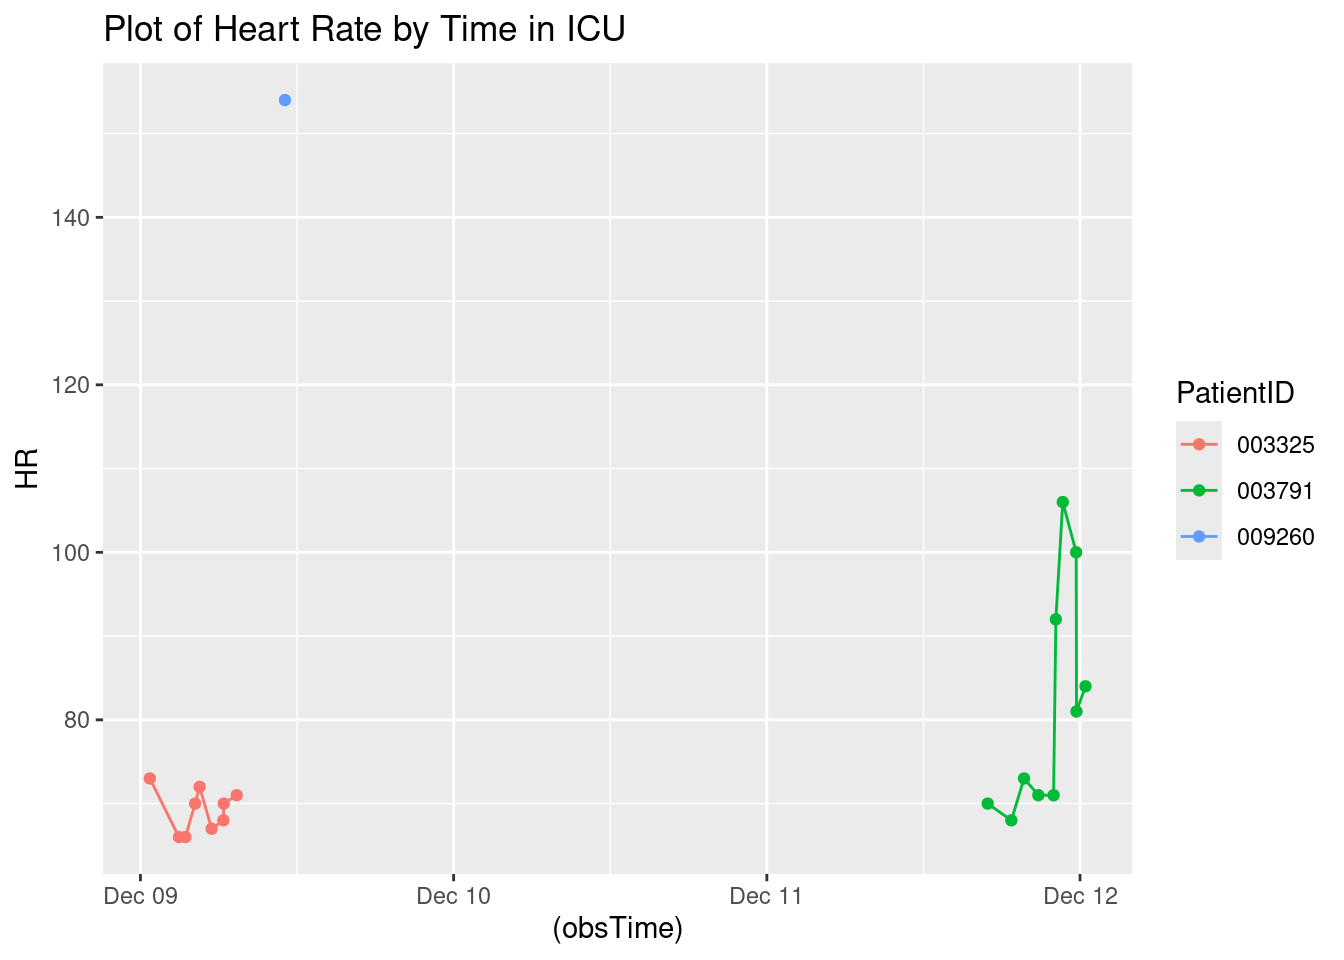 Plot of Heart Rate by Time in ICU
140
120
100
80
HR
Dec 09 Dec 10 Dec 11 Dec 12
(obsTime)
PatientID
003325
003791
009260